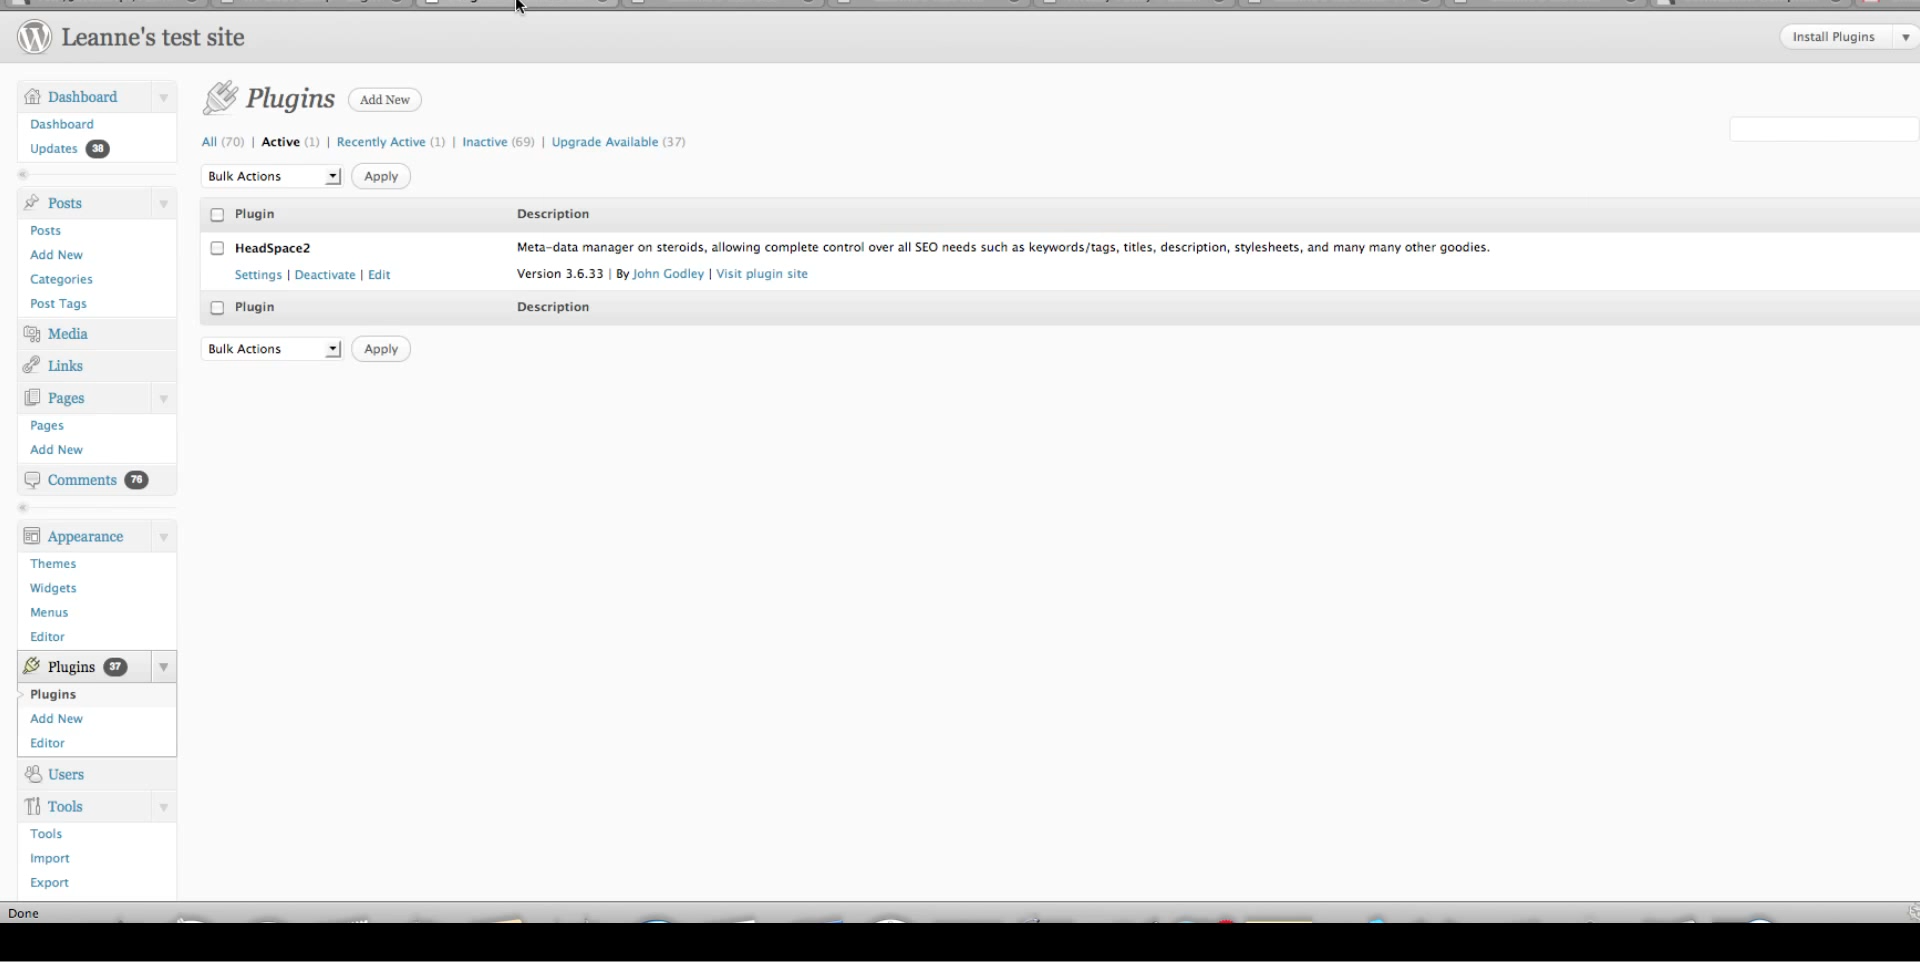 Leanne's test site
Install Plugins
Dashboard
Dashboard
Updates 38
Posts
Posts
Add New
Categories
Post Tags
Media
Links
Pages
Pages
Add New
Comments 76
Appearance
Themes
Widgets
Menus
Editor
Plugins 37
Plugins
Add New
Editor
Users
Tools
Tools
Import
Export
Plugins Add New
All (70) | Active (1) | Recently Active (1) | Inactive (69) | Upgrade Available (37)
Bulk Actions Apply
Plugin Description
HeadSpace2 Meta-data manager on steroids, allowing complete control over all SEO needs such as keywords/tags, titles, description, stylesheets, and many many other goodies.
Settings | Deactivate | Edit Version 3.6.33 | By John Godley | Visit plugin site
Plugin Description
Bulk Actions Apply
Done